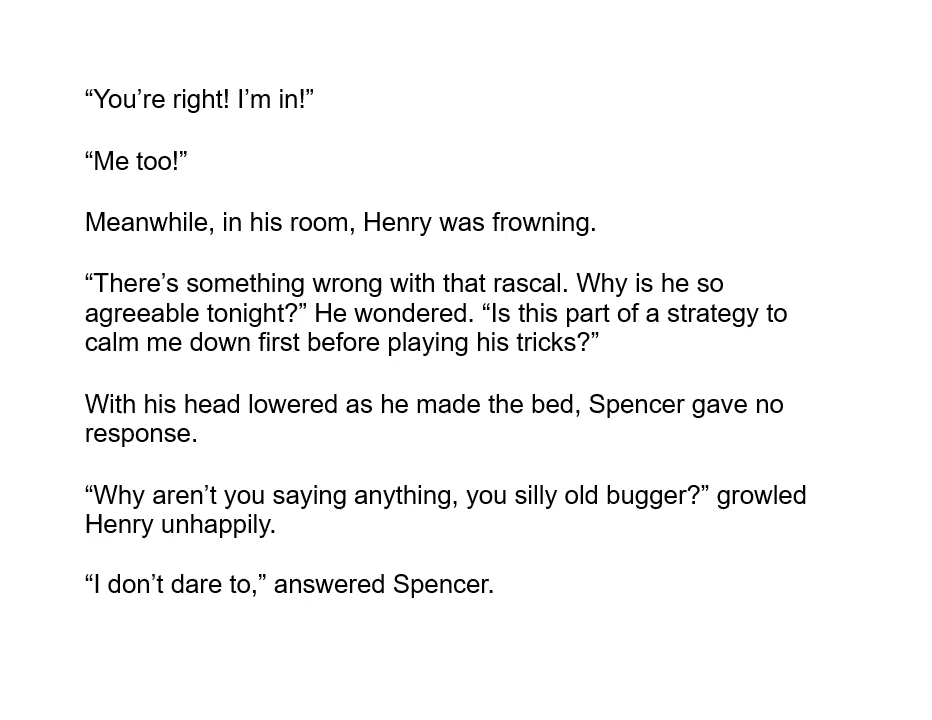 “You’re right! I’m in!”
“Me too!”
Meanwhile, in his room, Henry was frowning.
“There’s something wrong with that rascal. Why is he so
agreeable tonight?” He wondered. “Is this part of a strategy to
calm me down first before playing his tricks?”
With his head lowered as he made the bed, Spencer gave no
response.
“Why aren’t you saying anything, you silly old bugger?” growled
Henry unhappily.
“I don’t dare to,” answered Spencer.